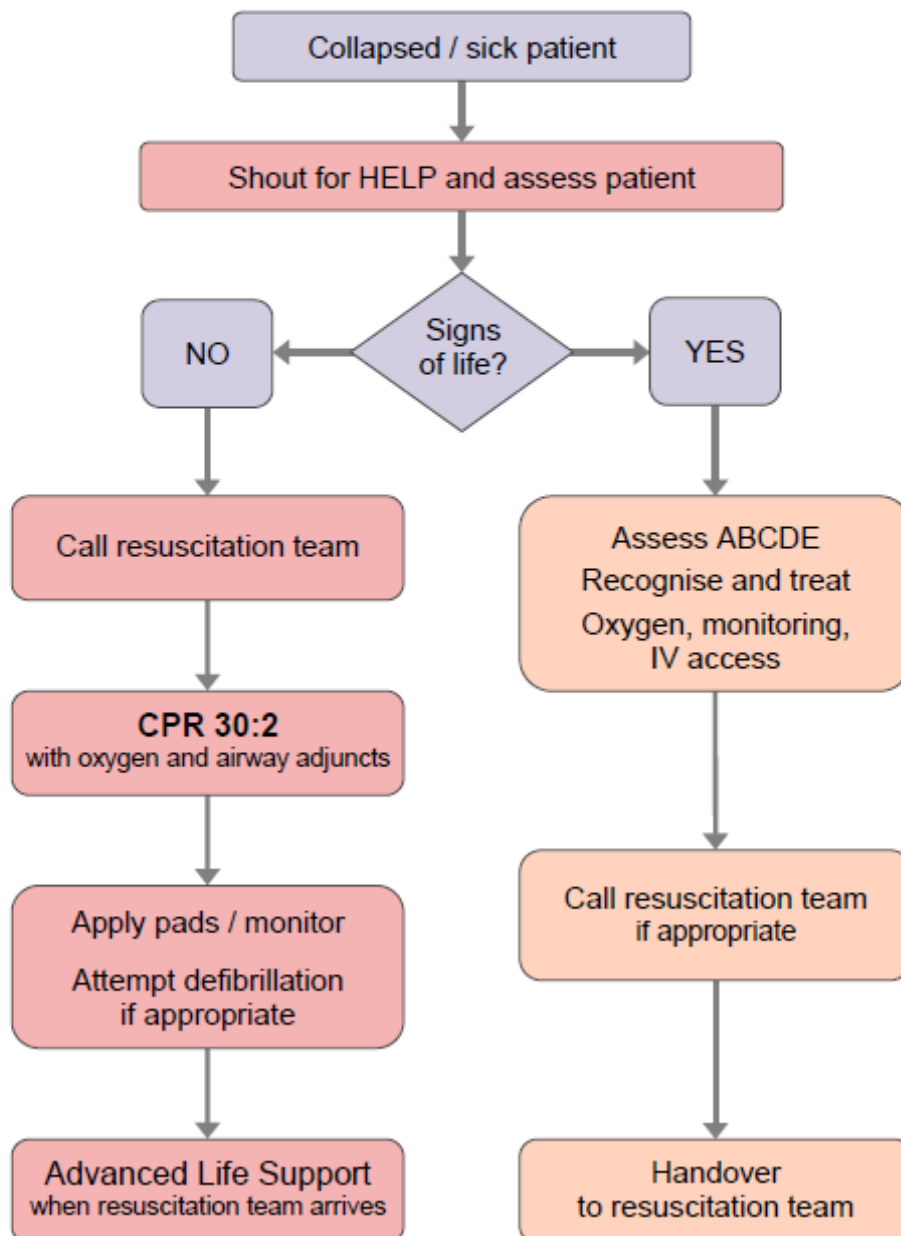 Collapsed / sick patient
Shout for HELP and assess patient
Signs
of life?
NO
YES
Call resuscitation team
CPR 30:2
with oxygen and airway adjuncts
Apply pads / monitor
Attempt defibrillation
if appropriate
Advanced Life Support
when resuscitation team arrives
Assess ABCDE
Recognise and treat
Oxygen, monitoring,
IV access
Call resuscitation team
if appropriate
Handover
to resuscitation team